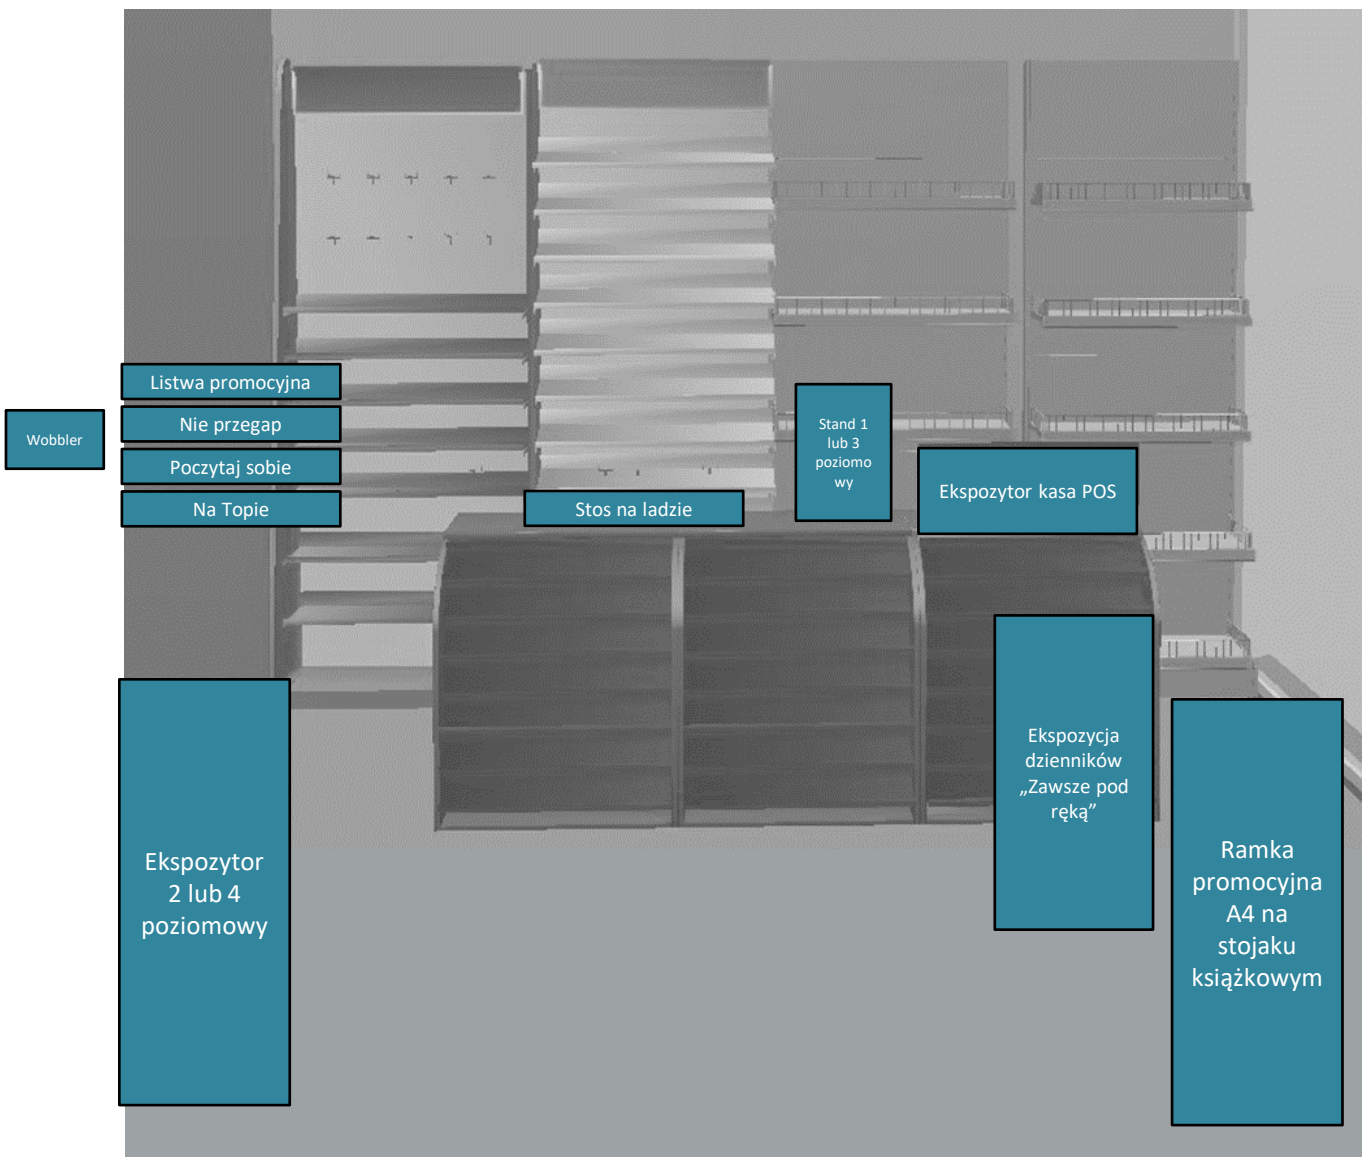 Listwa promocyjna
Wobbler
Nie przegap
Poczytaj sobie
Na Topie
Stos na ladzie
Stand 1
lub 3
poziomo
wy
Ekspozytor kasa POS
Ekspozycja
dzienników
„Zawsze pod
ręką”
Ekspozytor
2 lub 4
poziomowy
Ramka
promocyjna
A4 na
stojaku
książkowym